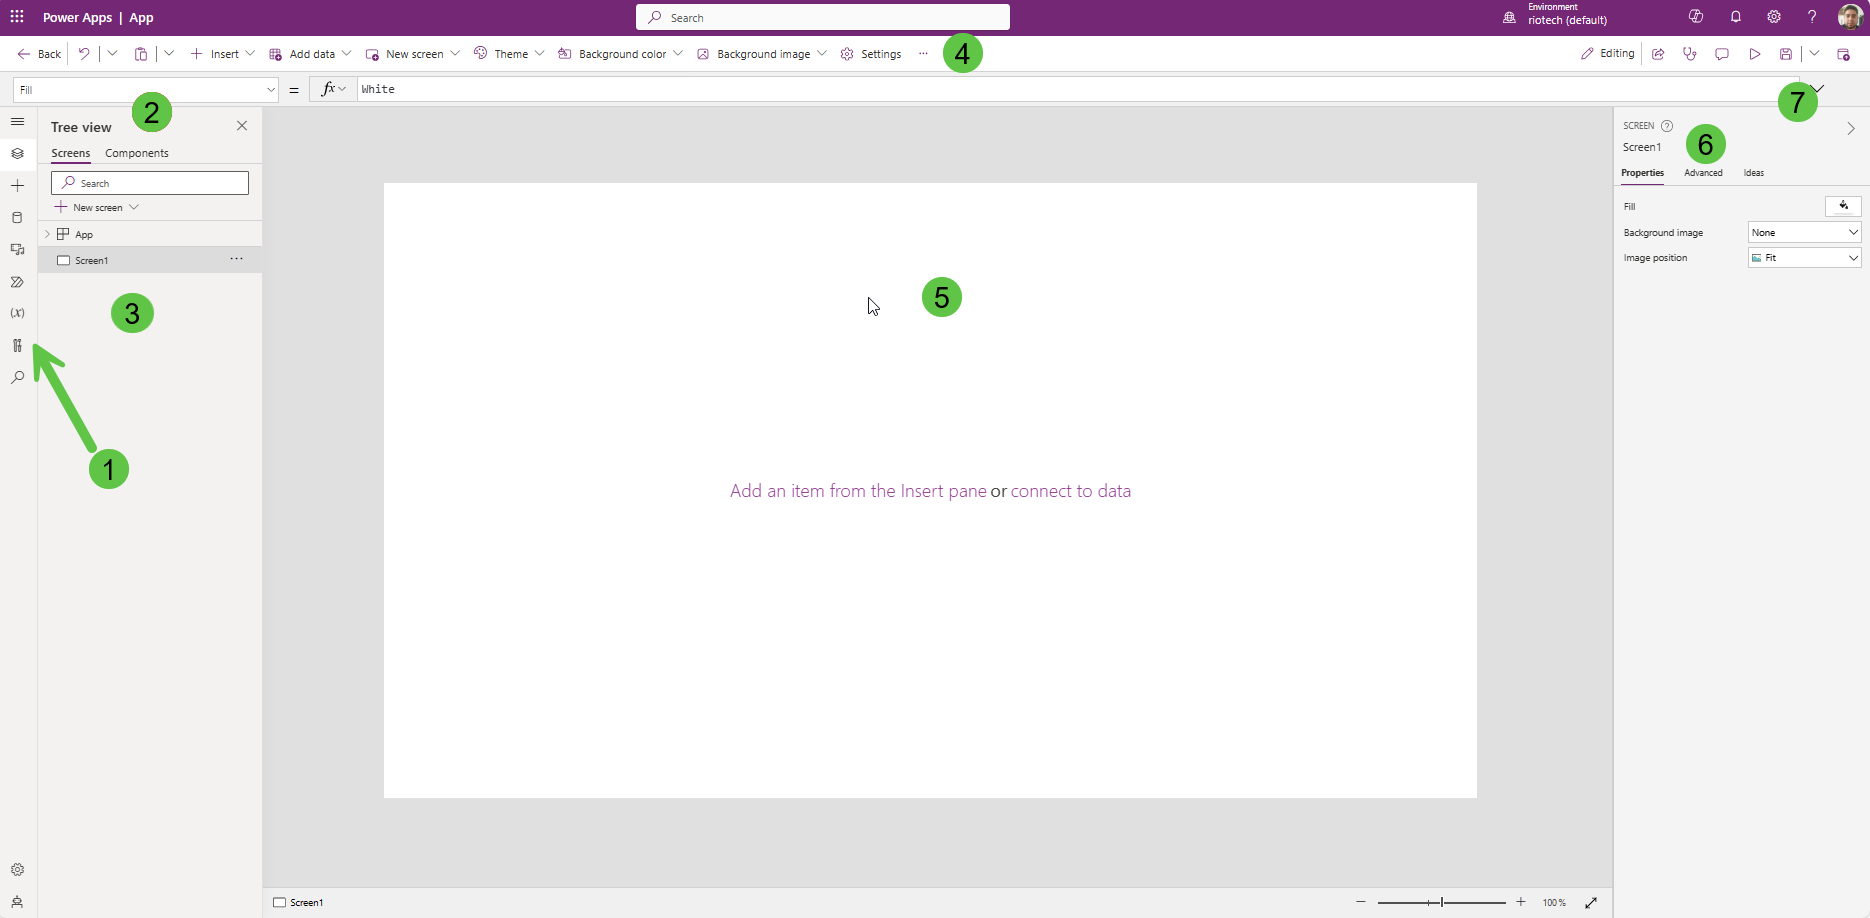 Power Apps | App
Search
Environment
riotech (default)
?
Back
Insert
Add data
New screen
Theme
Background color
Background image
Settings
...
4
Editing
Fill
=
fx
White
7
2
Tree view
Screens
Components
Search
New screen
App
Screen1
...
3
(x)
1
5
Add an item from the Insert pane or connect to data
SCREEN ?
Screen1
6
Properties
Advanced
Ideas
Fill
Background image
None
Image position
Fit
Screen1
100 %